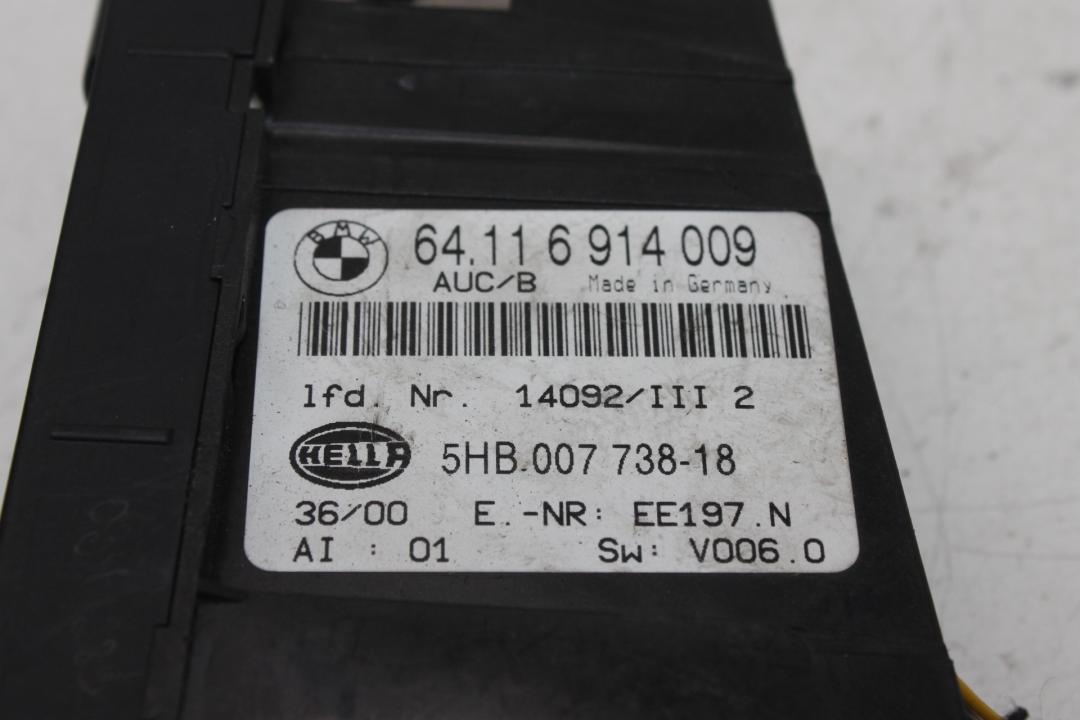 BMW
64.11 6 914 009
AUC/B Made in Germany.
lfd. Nr. 14092/III 2
HELLA 5HB.007 738-18
36/00 E.-NR: EE197.N
AI : 01 Sw: V006.0